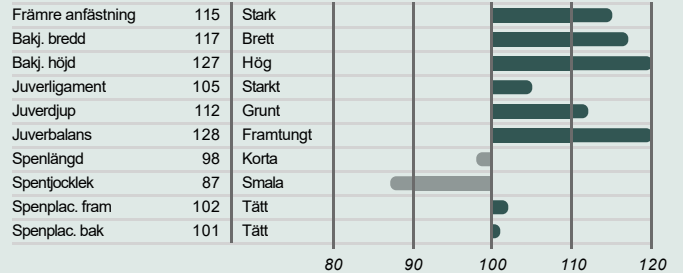 Främre anfästning 115 Stark
Bakj. bredd 117 Brett
Bakj. höjd 127 Hög
Juverligament 105 Starkt
Juverdjup 112 Grunt
Juverbalans 128 Framtungt
Spenlängd 98 Korta
Spentjocklek 87 Smala
Spenplac. fram 102 Tätt
Spenplac. bak 101 Tätt
80 90 100 110 120